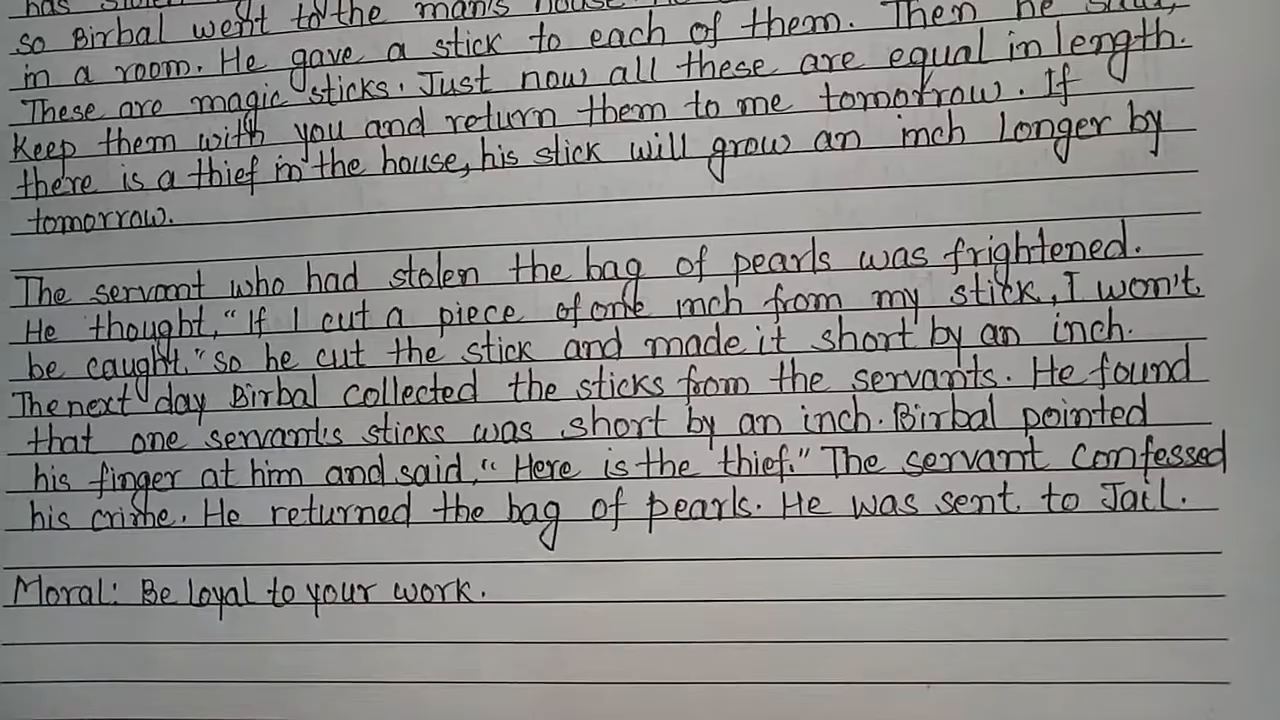 has stolen
so Birbal went to the man's house
in a room. He gave a stick to each of them. Then he said,
These are magic sticks. Just now all these are equal in length.
Keep them with you and return them to me tomorrow. If
there is a thief in the house, his stick will grow an inch longer by
tomorrow.
The servant who had stolen the bag of pearls was frightened.
He thought, "If I cut a piece of one inch from my stick, I won't
be caught." so he cut the stick and made it short by an inch.
The next day Birbal collected the sticks from the servants. He found
that one servant's sticks was short by an inch. Birbal pointed
his finger at him and said, "Here is the thief." The servant confessed
his crime. He returned the bag of pearls. He was sent to Jail.
Moral: Be loyal to your work.